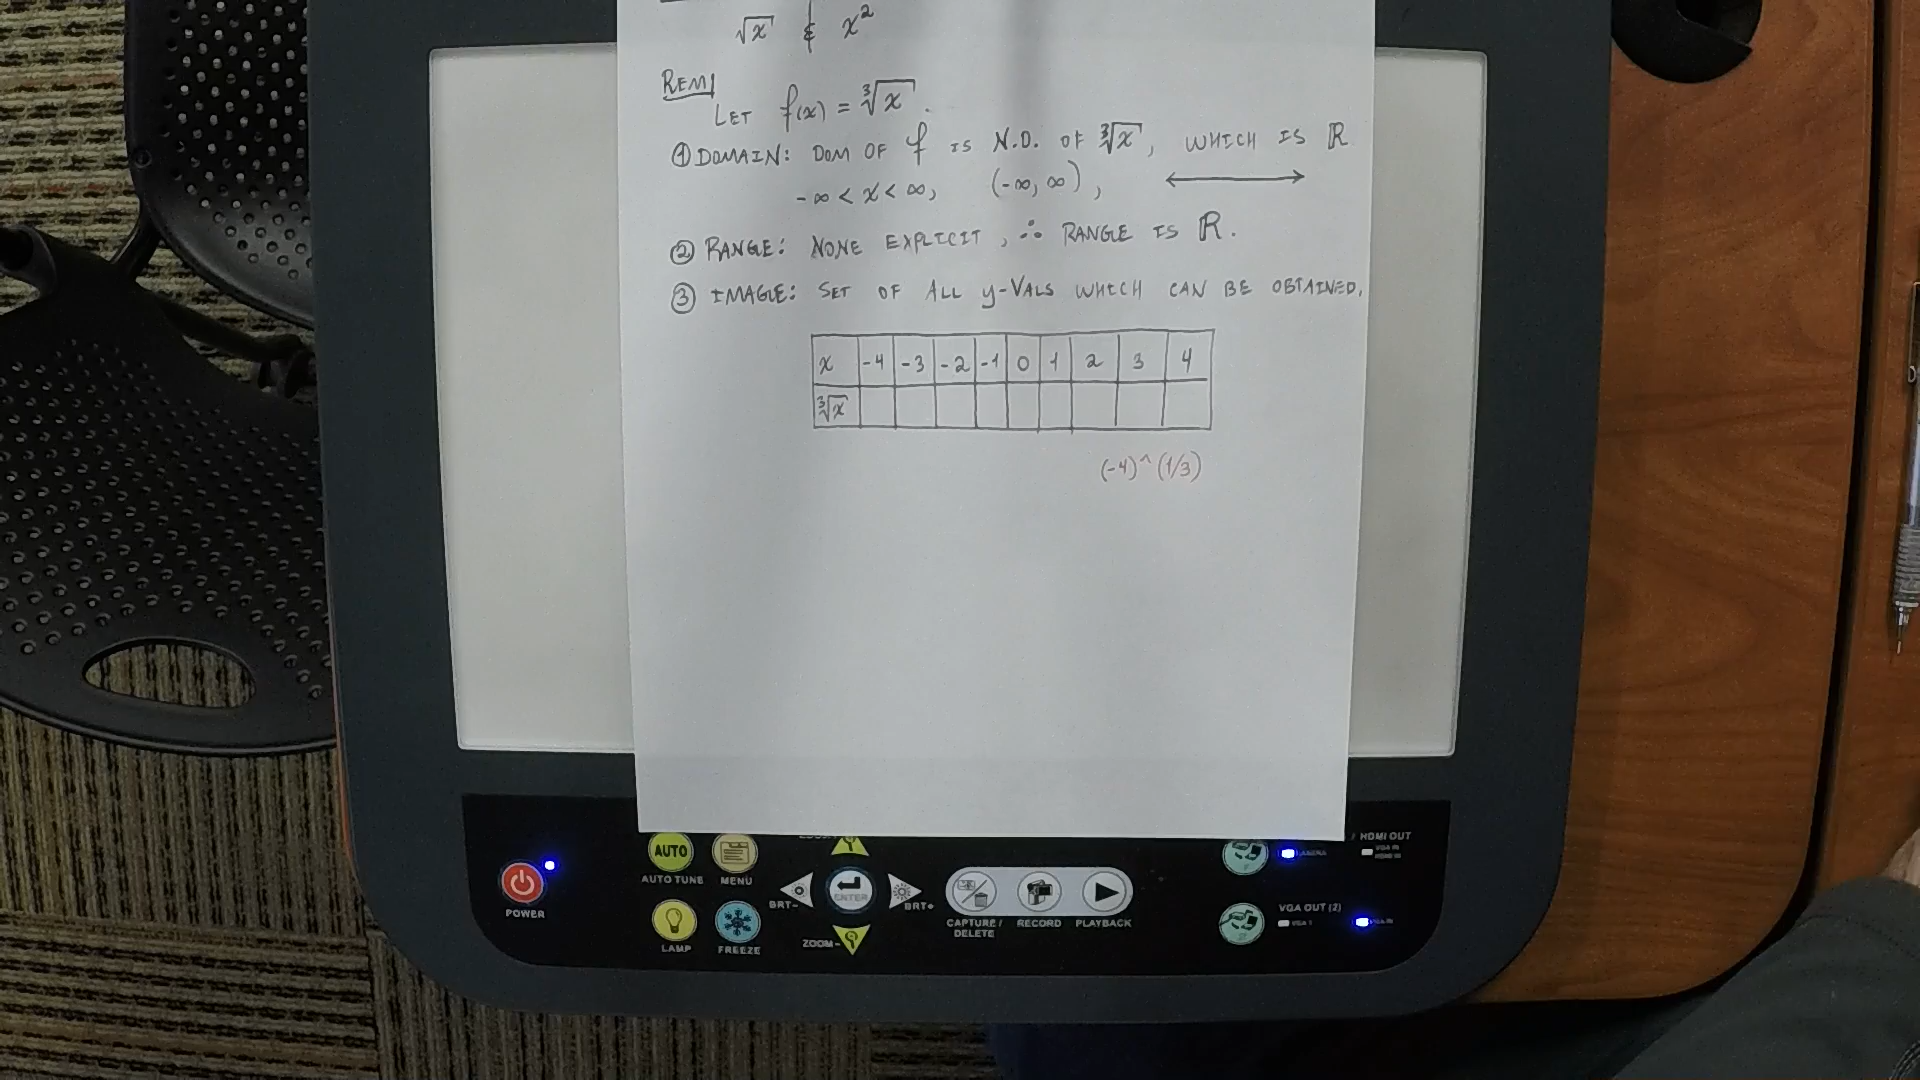 √x & x²
REM
LET f(x) = ³√x .
① DOMAIN: DOM OF f IS N.D. OF ³√x, WHICH IS ℝ
-∞ < x < ∞, (-∞, ∞),
② RANGE: NONE EXPLICIT, ∴ RANGE IS ℝ.
③ IMAGE: SET OF ALL y-VALS WHICH CAN BE OBTAINED.
x -4 -3 -2 -1 0 1 2 3 4
³√x
(-4)^(1/3)
AUTO
AUTO TUNE MENU
HDMI OUT
POWER
BRT- ENTER BRT+
CAPTURE / DELETE RECORD PLAYBACK
VGA OUT (2)
LAMP FREEZE ZOOM-